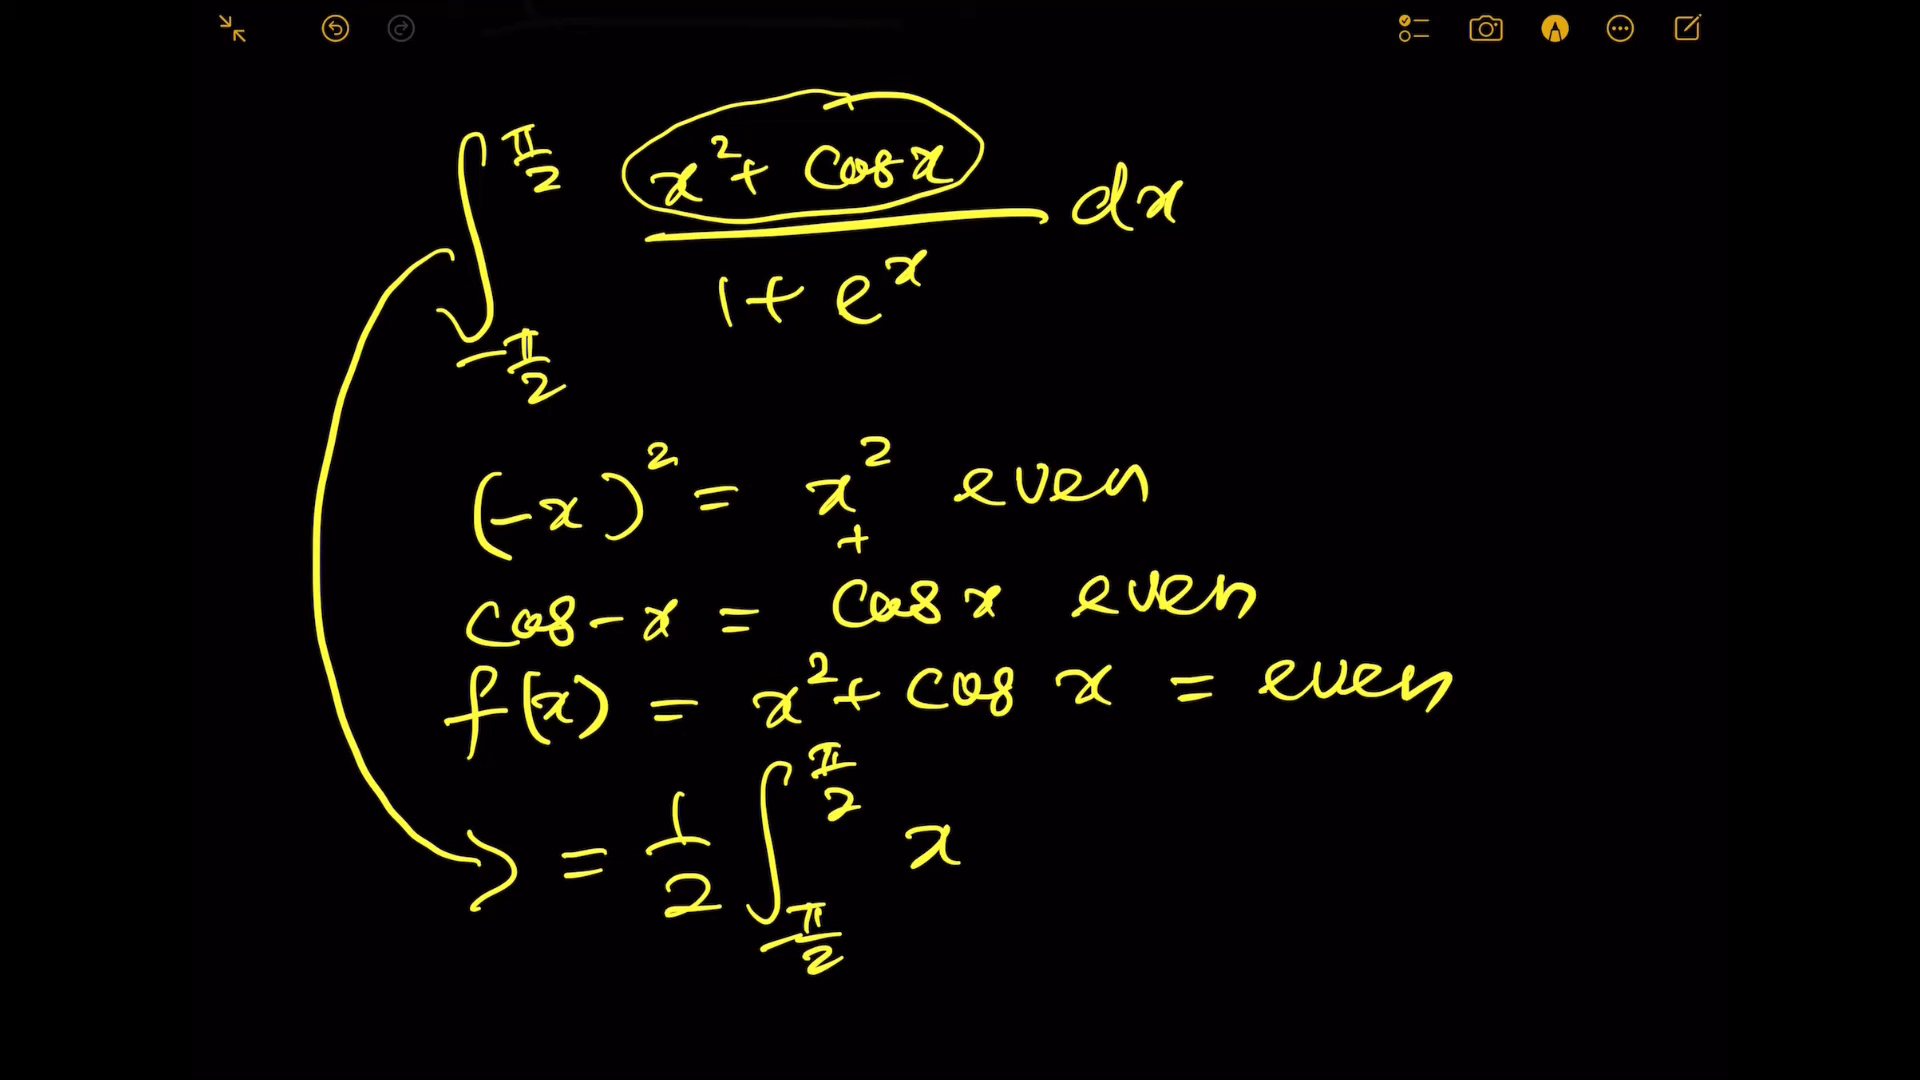 ∫_{-π/2}^{π/2} (x² + cos x)/(1 + e^x) dx
(-x)² = x² even
+
cos -x = cos x even
f(x) = x² + cos x = even
= 1/2 ∫_{-π/2}^{π/2} x